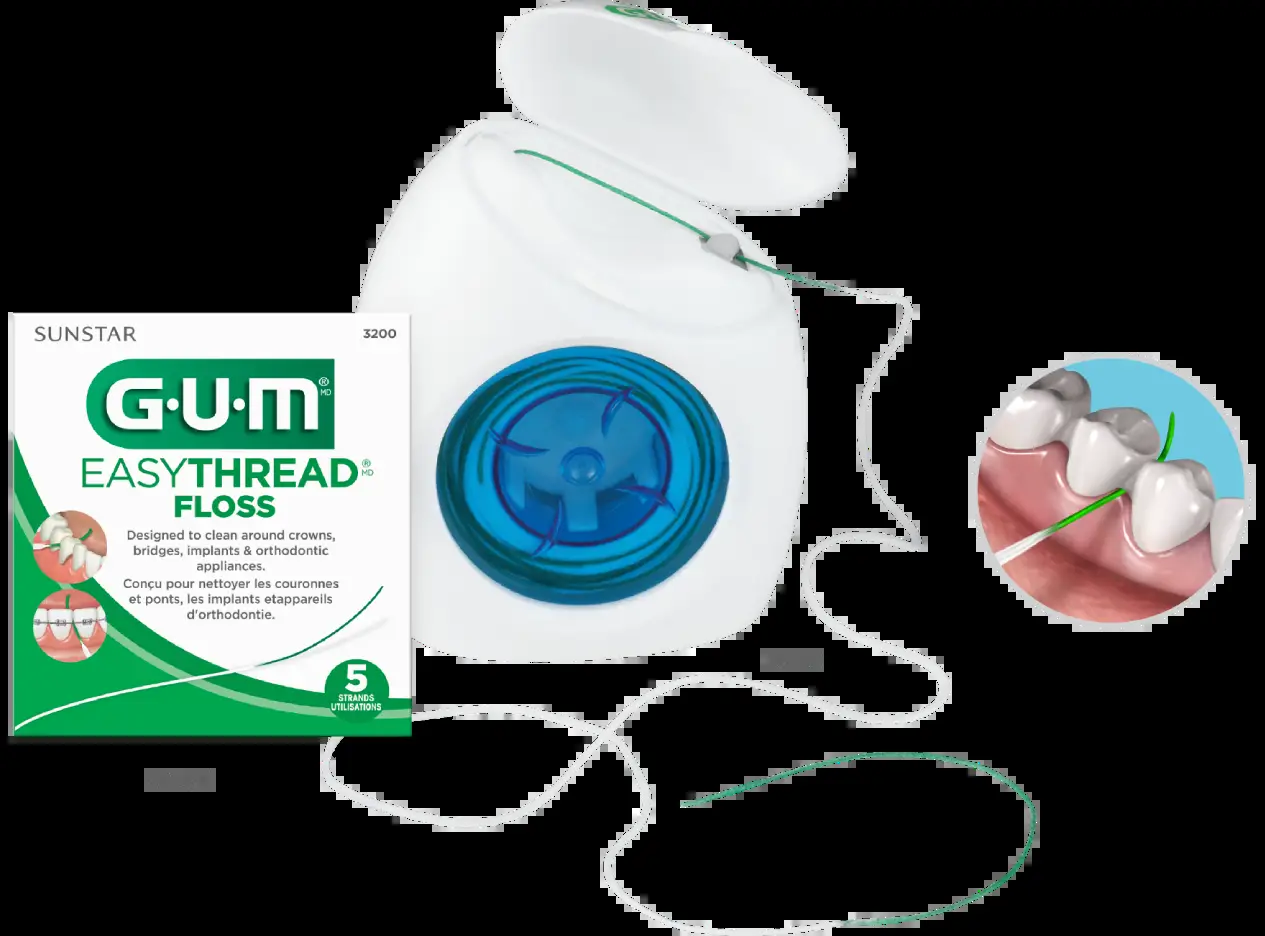 SUNSTAR
3200
G·U·M® MD
EASYTHREAD® MD
FLOSS
Designed to clean around crowns,
bridges, implants & orthodontic
appliances.
Conçu pour nettoyer les couronnes
et ponts, les implants etappareils
d'orthodontie.
5
STRANDS
UTILISATIONS